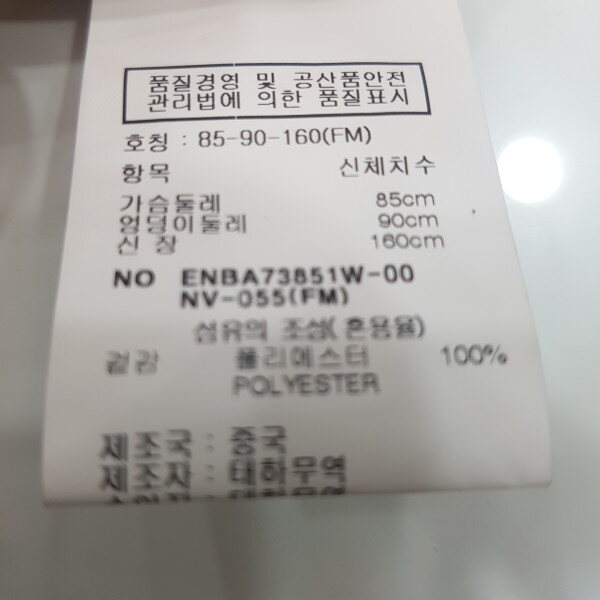 품질경영 및 공산품안전
관리법에 의한 품질표시
호칭 : 85-90-160(FM)
항목 신체치수
가슴둘레 85cm
엉덩이둘레 90cm
신 장 160cm
NO ENBA73851W-00
NV-055(FM)
섬유의 조성(혼용율)
겉감 폴리에스터 100%
POLYESTER
제조국 : 중국
제조자 : 대하무역